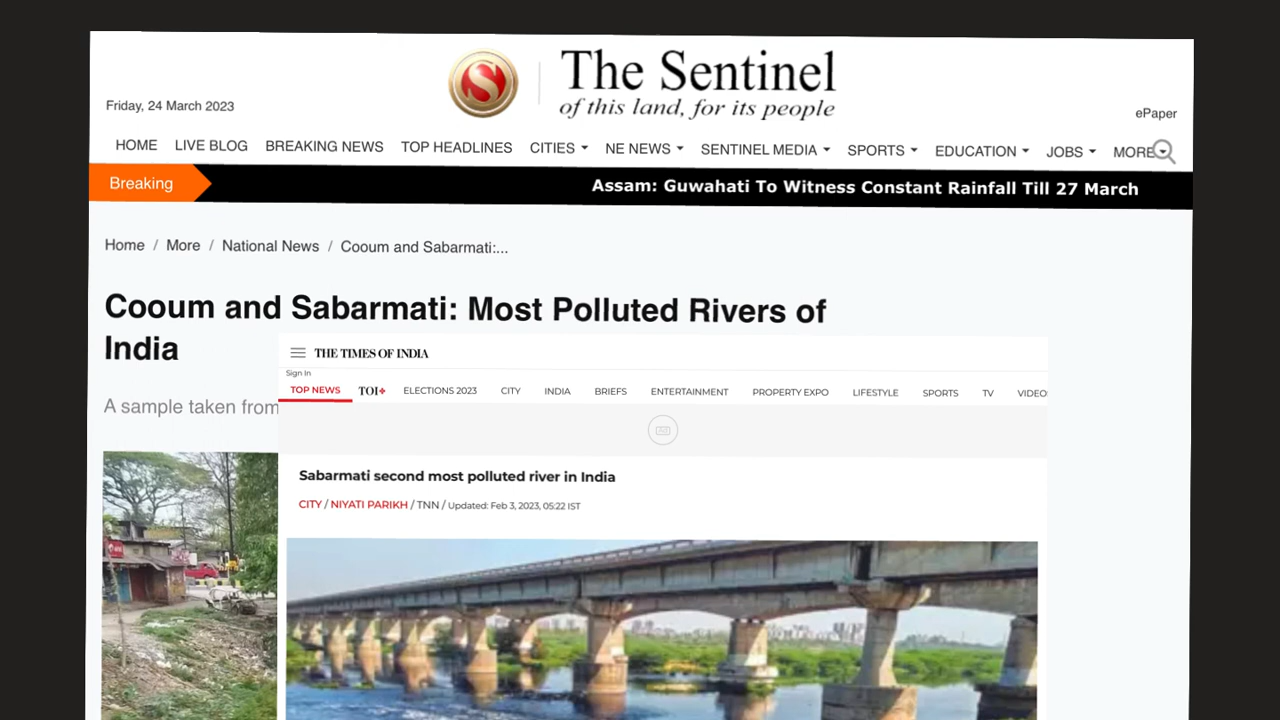 The Sentinel
of this land, for its people
Friday, 24 March 2023
ePaper
HOME LIVE BLOG BREAKING NEWS TOP HEADLINES CITIES NE NEWS SENTINEL MEDIA SPORTS EDUCATION JOBS MORE
Breaking
Assam: Guwahati To Witness Constant Rainfall Till 27 March
Home / More / National News / Cooum and Sabarmati:...
Cooum and Sabarmati: Most Polluted Rivers of
India
A sample taken from
THE TIMES OF INDIA
Sign In
TOP NEWS TOI+ ELECTIONS 2023 CITY INDIA BRIEFS ENTERTAINMENT PROPERTY EXPO LIFESTYLE SPORTS TV VIDEO
Ad
Sabarmati second most polluted river in India
CITY / NIYATI PARIKH / TNN / Updated: Feb 3, 2023, 05:22 IST